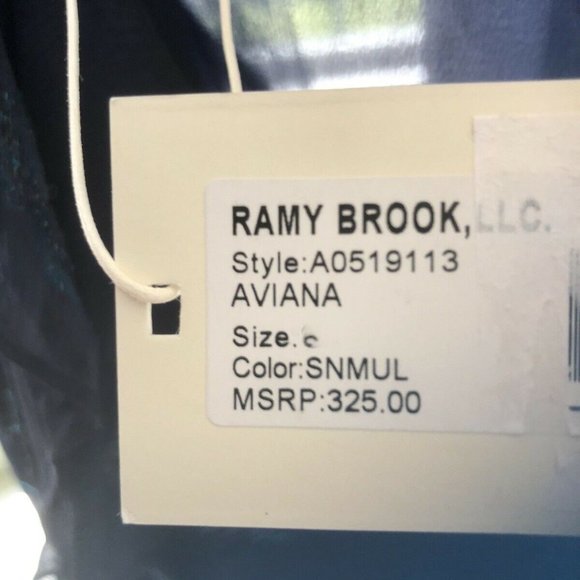 RAMY BROOK, LLC.
Style:A0519113
AVIANA
Size.
Color:SNMUL
MSRP:325.00